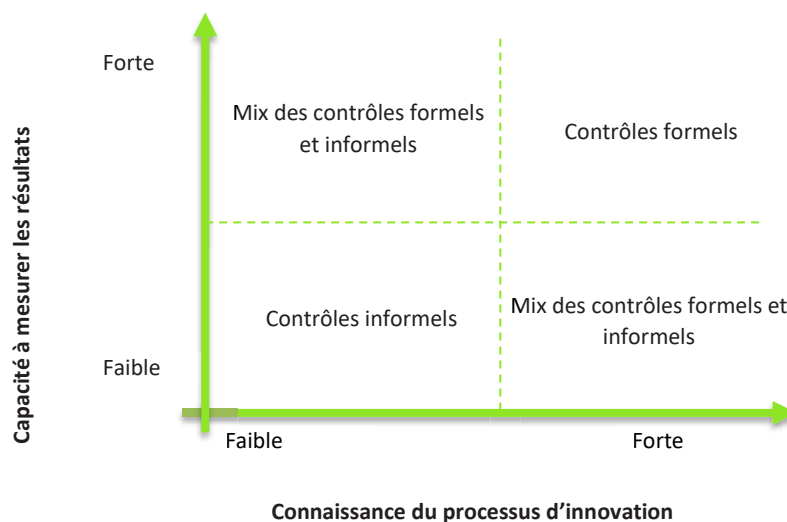 Forte
Mix des contrôles formels
et informels
Contrôles formels
Capacité à mesurer les résultats
Contrôles informels
Mix des contrôles formels et
informels
Faible
Faible
Forte
Connaissance du processus d’innovation